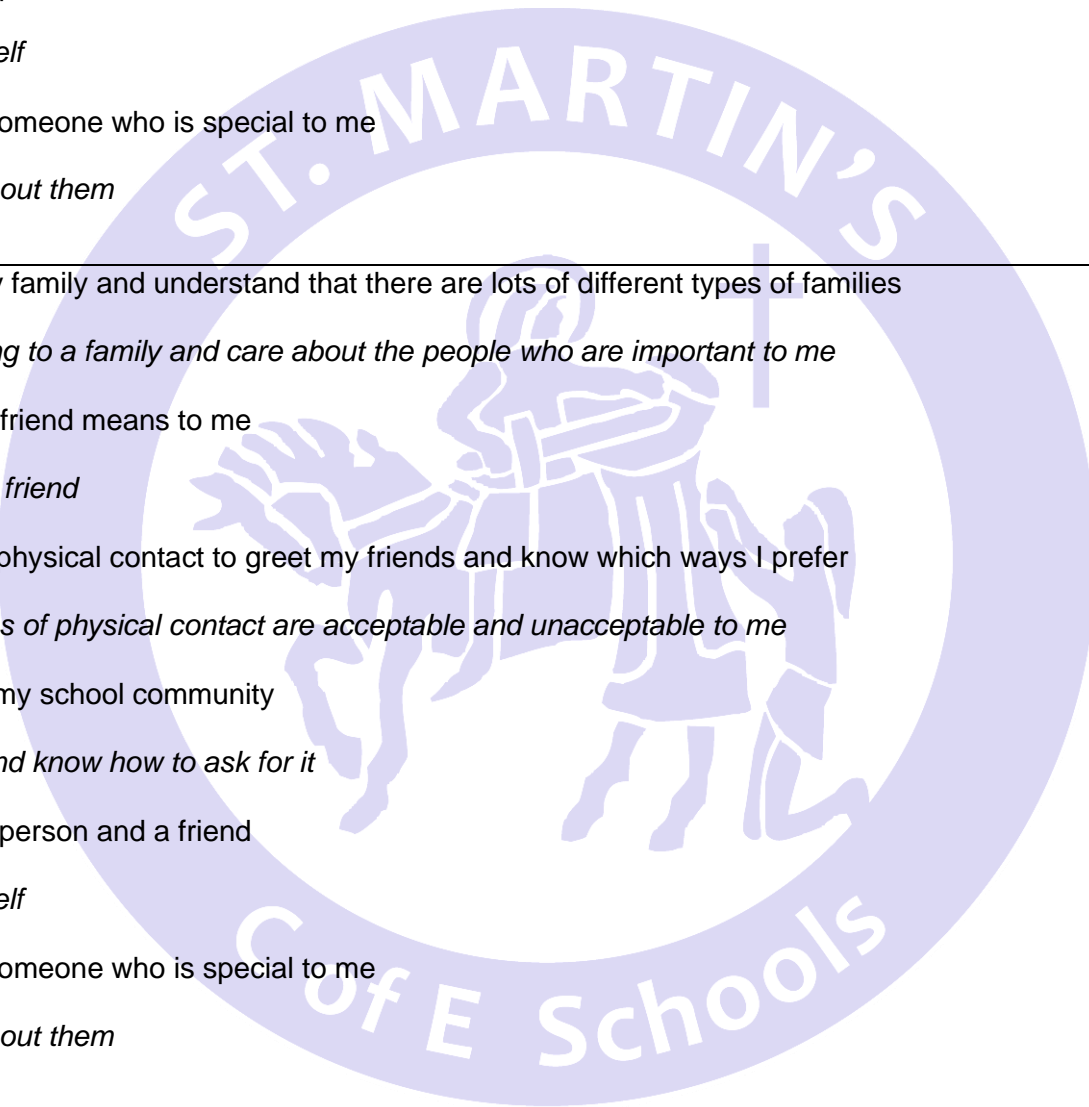 elf
omeone who is special to me
out them
family and understand that there are lots of different types of families
ng to a family and care about the people who are important to me
friend means to me
friend
physical contact to greet my friends and know which ways I prefer
s of physical contact are acceptable and unacceptable to me
my school community
nd know how to ask for it
person and a friend
elf
omeone who is special to me
out them
ST. MARTIN'S
C of E Schools